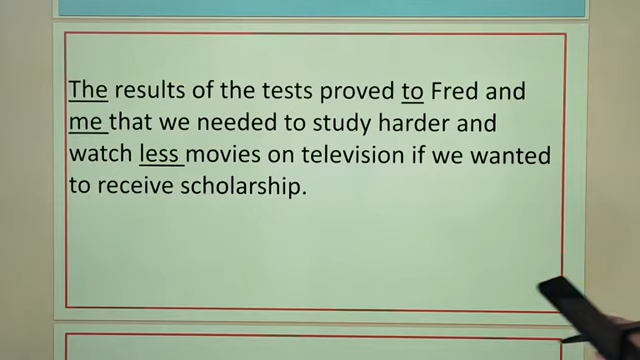 The results of the tests proved to Fred and
me that we needed to study harder and
watch less movies on television if we wanted
to receive scholarship.